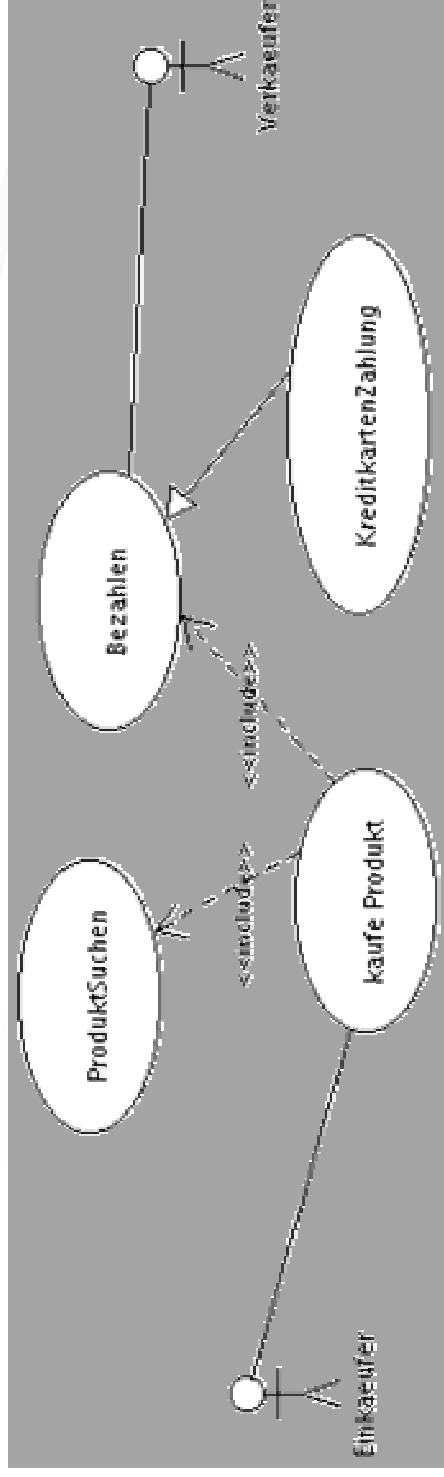 ProduktSuchen
Bezahlen
Verkaeufer
<<include>>
<<include>>
Einkaeufer
kaufe Produkt
KreditkartenZahlung